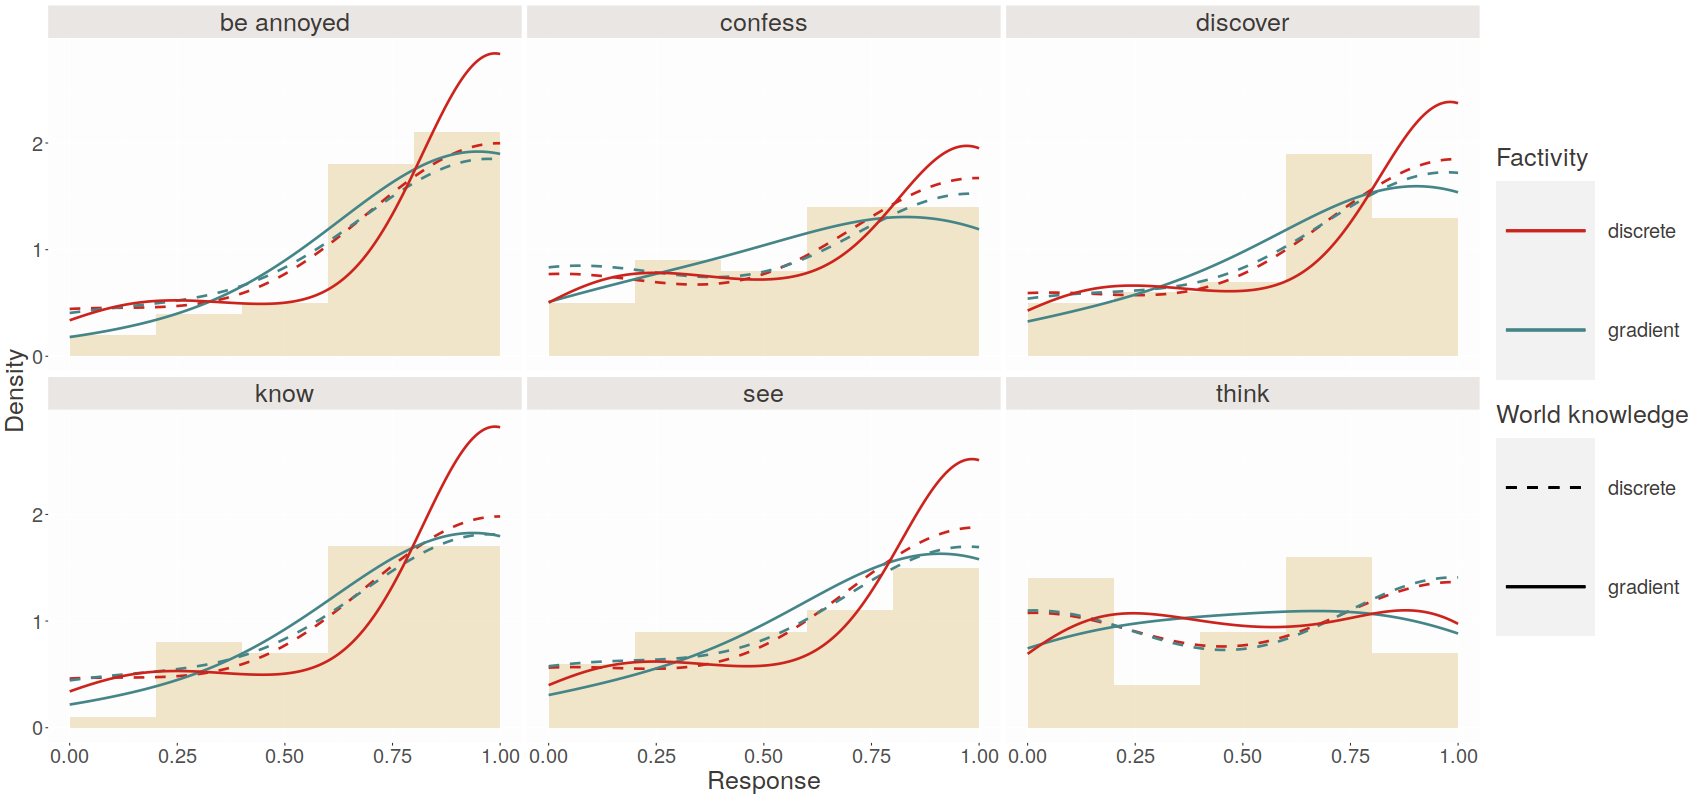 be annoyed
confess
discover
2
1
0
know
see
think
2
1
0
0.00 0.25 0.50 0.75 1.00
0.00 0.25 0.50 0.75 1.00
0.00 0.25 0.50 0.75 1.00
Response
Density
Factivity
discrete
gradient
World knowledge
discrete
gradient